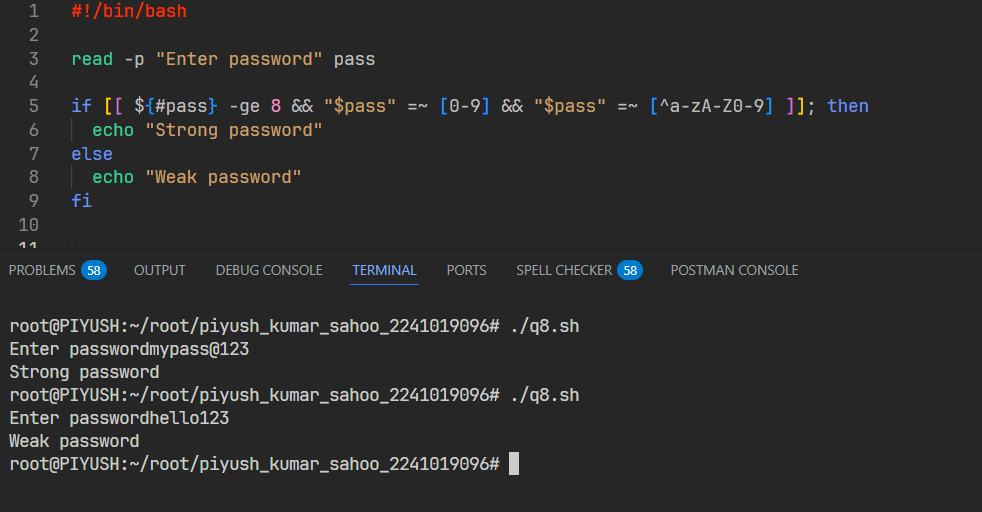 1 #!/bin/bash
2
3 read -p "Enter password" pass
4
5 if [[ ${#pass} -ge 8 && "$pass" =~ [0-9] && "$pass" =~ [^a-zA-Z0-9] ]]; then
6 echo "Strong password"
7 else
8 echo "Weak password"
9 fi
10
11
PROBLEMS 58 OUTPUT DEBUG CONSOLE TERMINAL PORTS SPELL CHECKER 58 POSTMAN CONSOLE
root@PIYUSH:~/root/piyush_kumar_sahoo_2241019096# ./q8.sh
Enter passwordmypass@123
Strong password
root@PIYUSH:~/root/piyush_kumar_sahoo_2241019096# ./q8.sh
Enter passwordhello123
Weak password
root@PIYUSH:~/root/piyush_kumar_sahoo_2241019096#